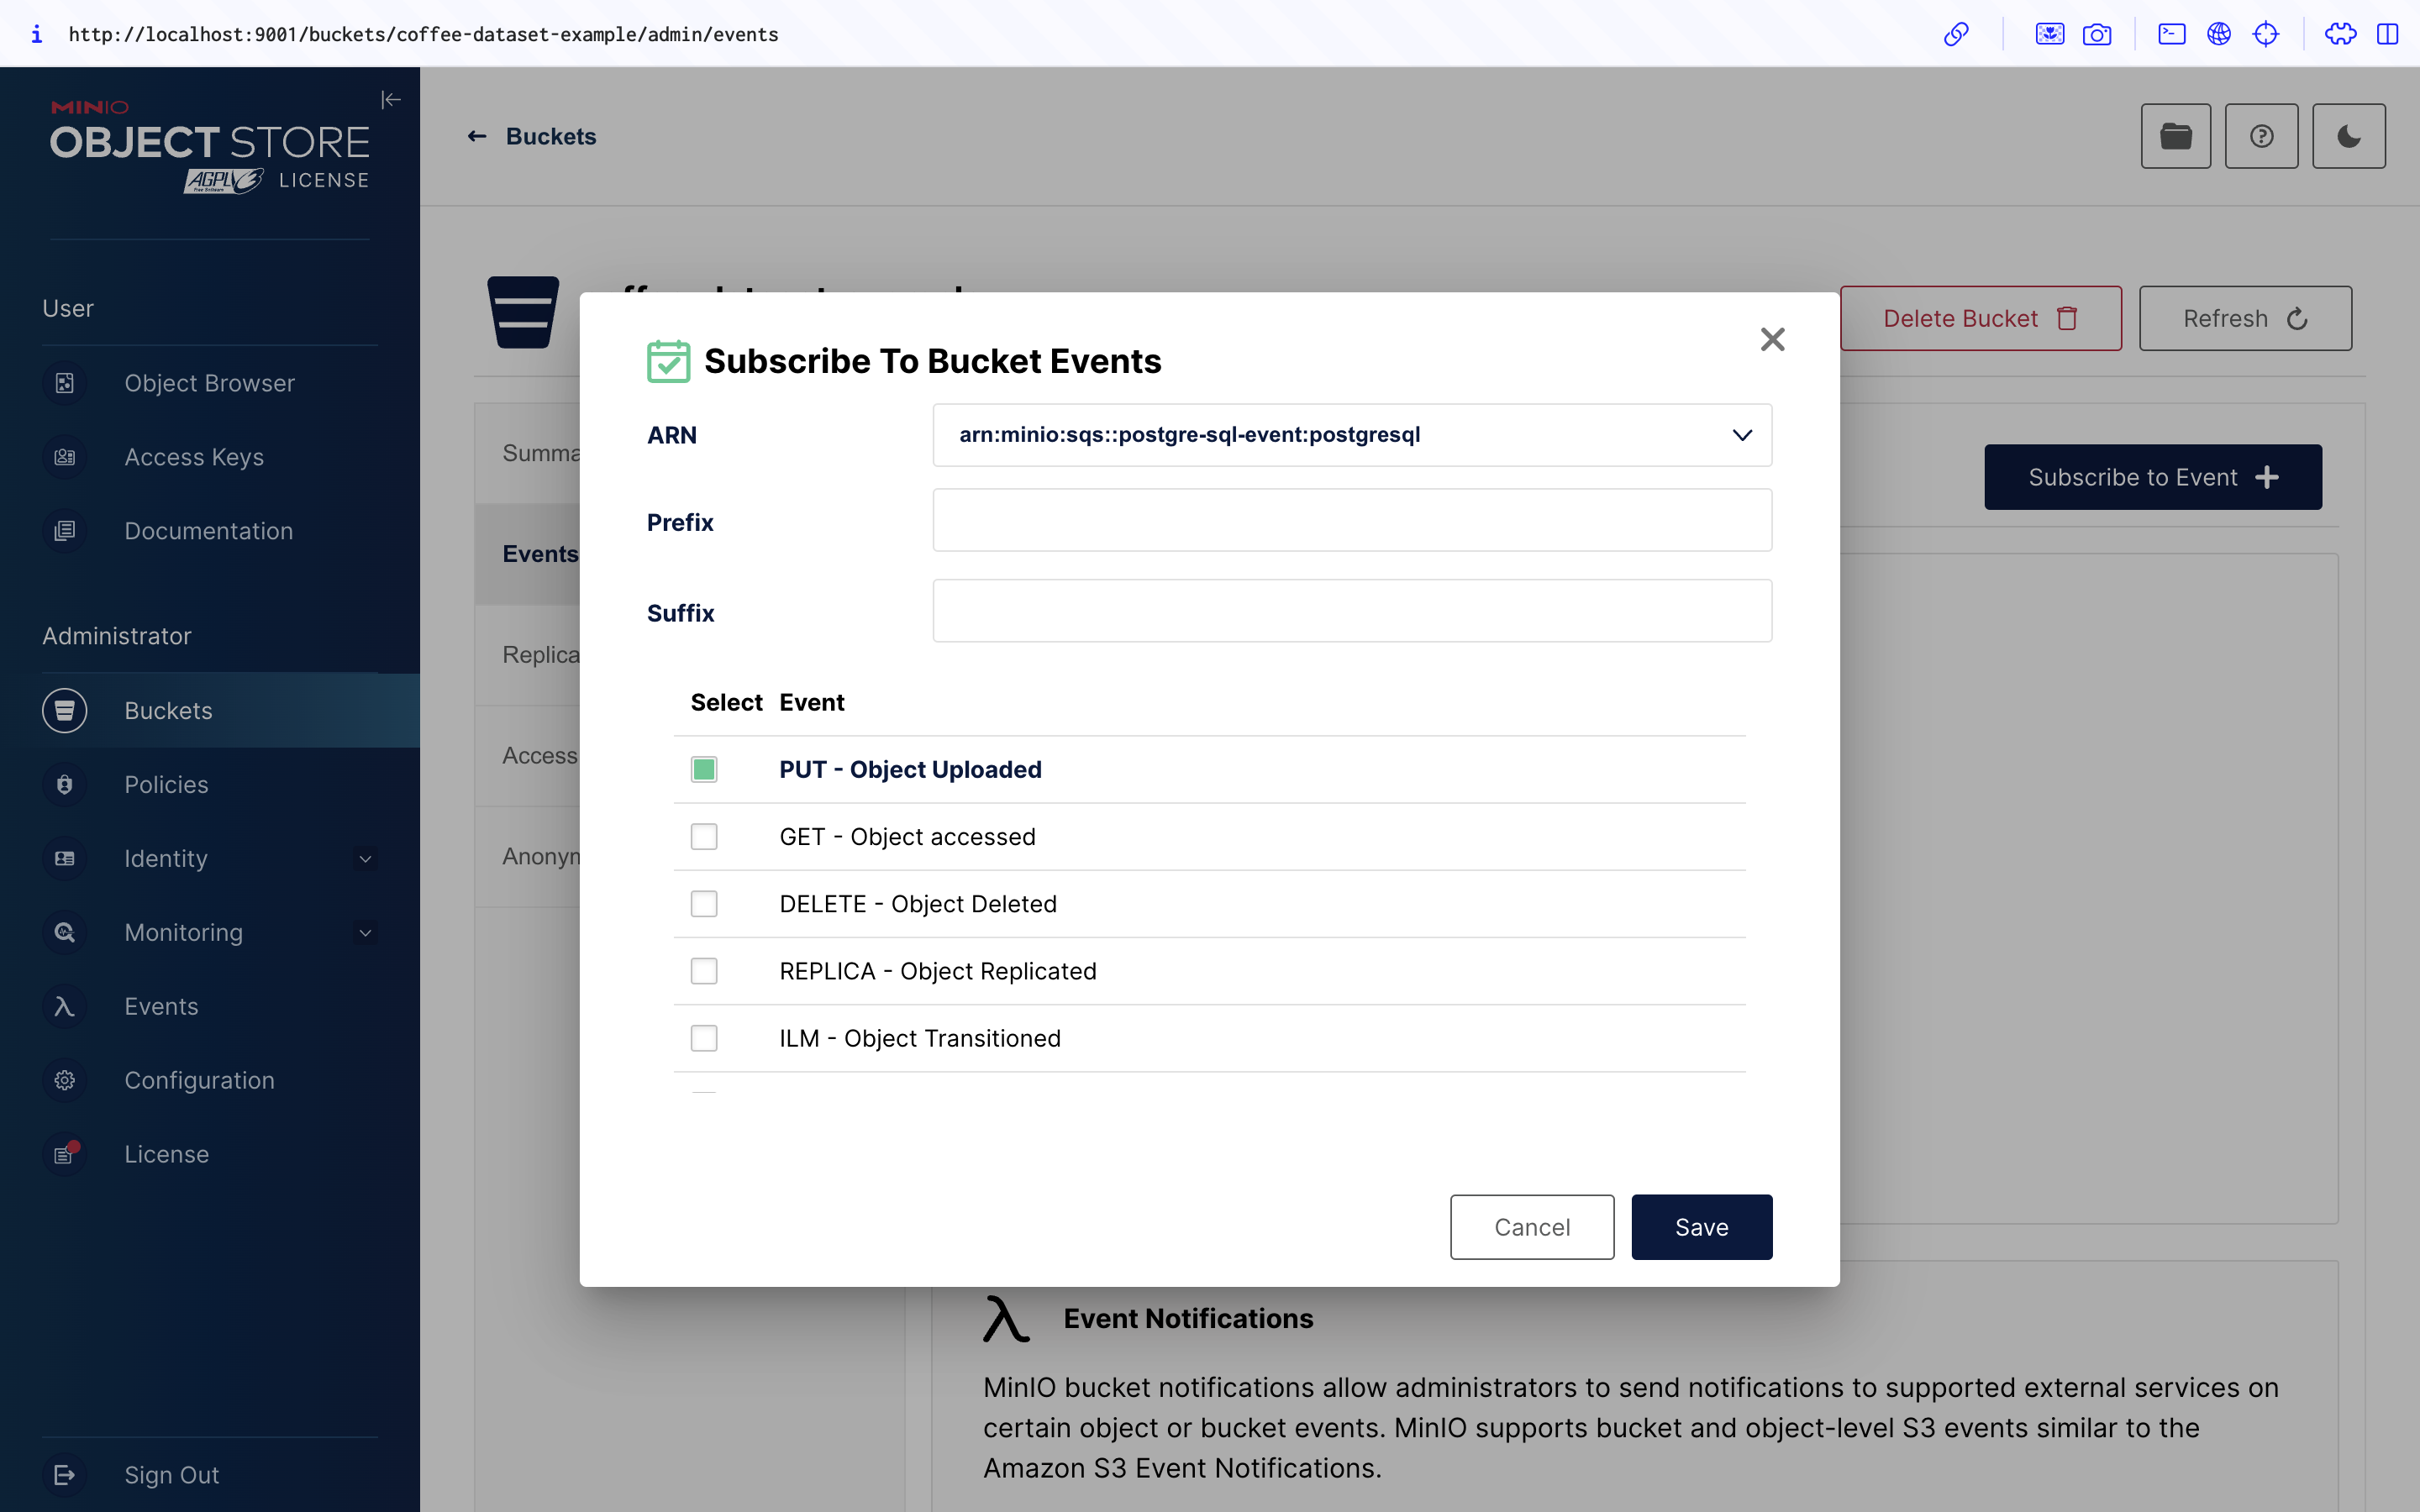 i http://localhost:9001/buckets/coffee-dataset-example/admin/events
MINIO
OBJECT STORE
AGPL LICENSE
User
Object Browser
Access Keys
Documentation
Administrator
Buckets
Policies
Identity
Monitoring
Events
Configuration
License
Sign Out
Buckets
Delete Bucket
Refresh
Summa
Events
Replica
Access
Anonyn
Subscribe to Event
Subscribe To Bucket Events
ARN
arn:minio:sqs::postgre-sql-event:postgresql
Prefix
Suffix
Select Event
PUT - Object Uploaded
GET - Object accessed
DELETE - Object Deleted
REPLICA - Object Replicated
ILM - Object Transitioned
Cancel
Save
Event Notifications
MinIO bucket notifications allow administrators to send notifications to supported external services on
certain object or bucket events. MinIO supports bucket and object-level S3 events similar to the
Amazon S3 Event Notifications.